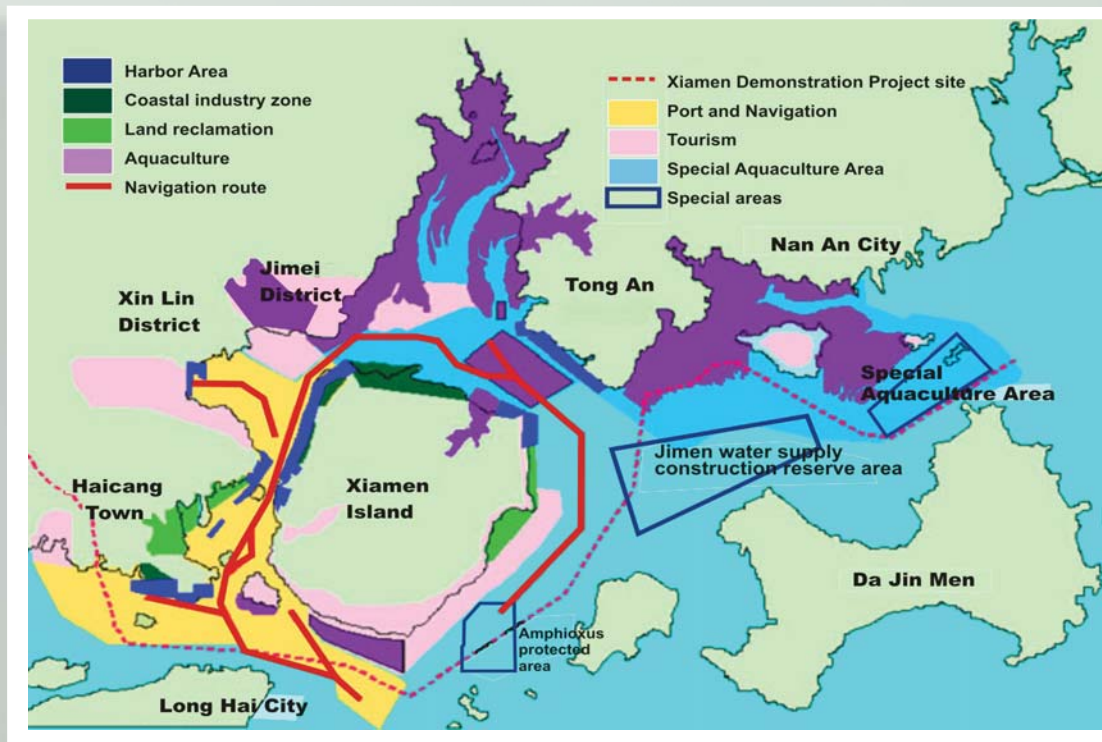 Harbor Area
Coastal industry zone
Land reclamation
Aquaculture
Navigation route
Xiamen Demonstration Project site
Port and Navigation
Tourism
Special Aquaculture Area
Special areas
Nan An City
Jimei
District
Tong An
Xin Lin
District
Special
Aquaculture Area
Jimen water supply
construction reserve area
Haicang
Town
Xiamen
Island
Da Jin Men
Amphioxus
protected
area
Long Hai City